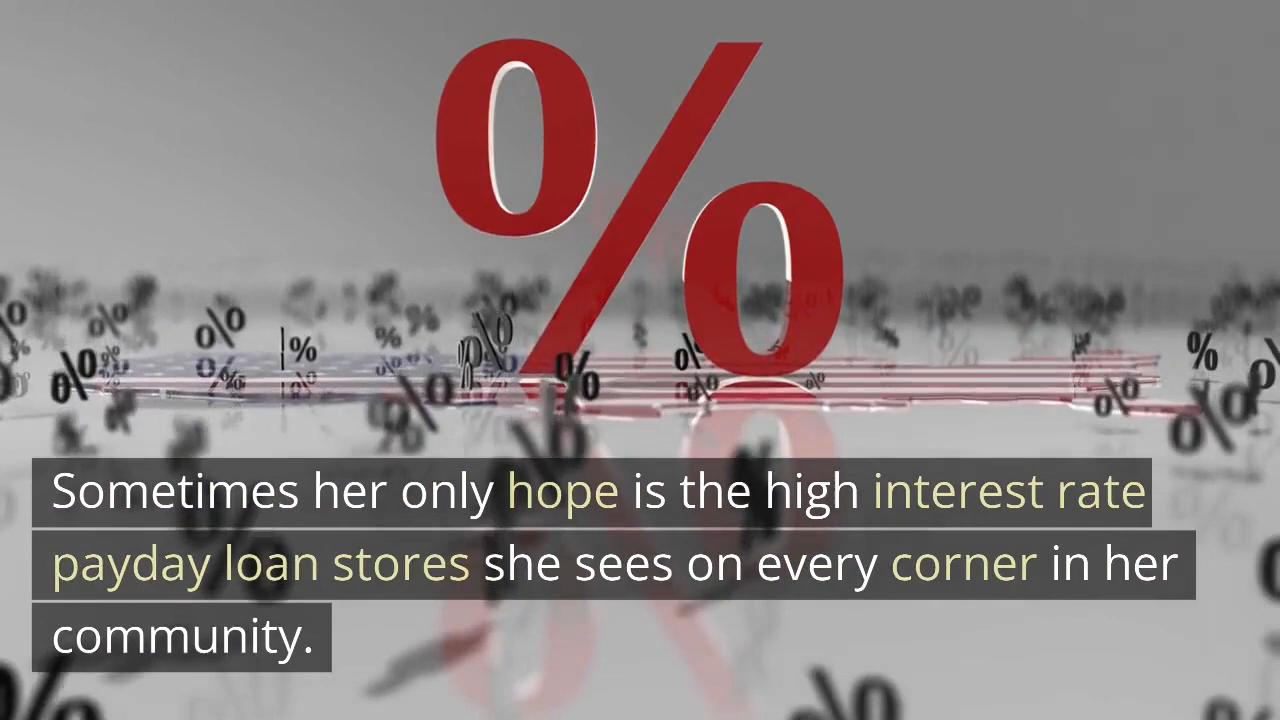 %
Sometimes her only hope is the high interest rate
payday loan stores she sees on every corner in her
community.